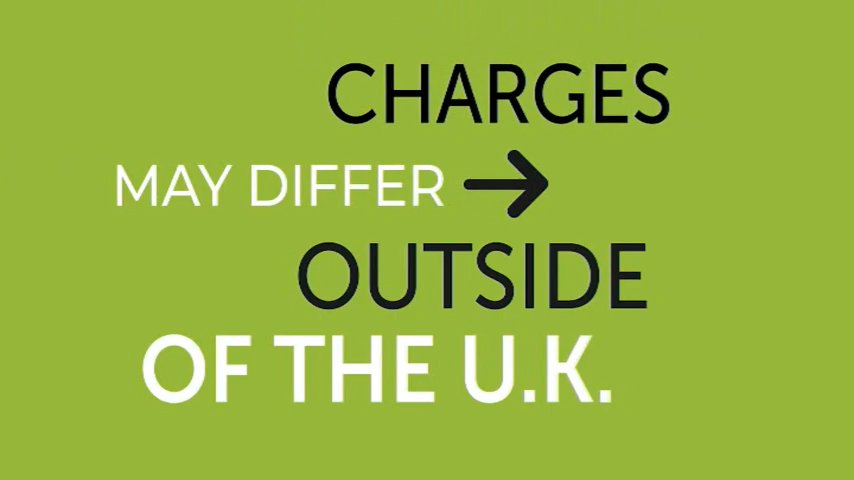 CHARGES
MAY DIFFER →
OUTSIDE
OF THE U.K.